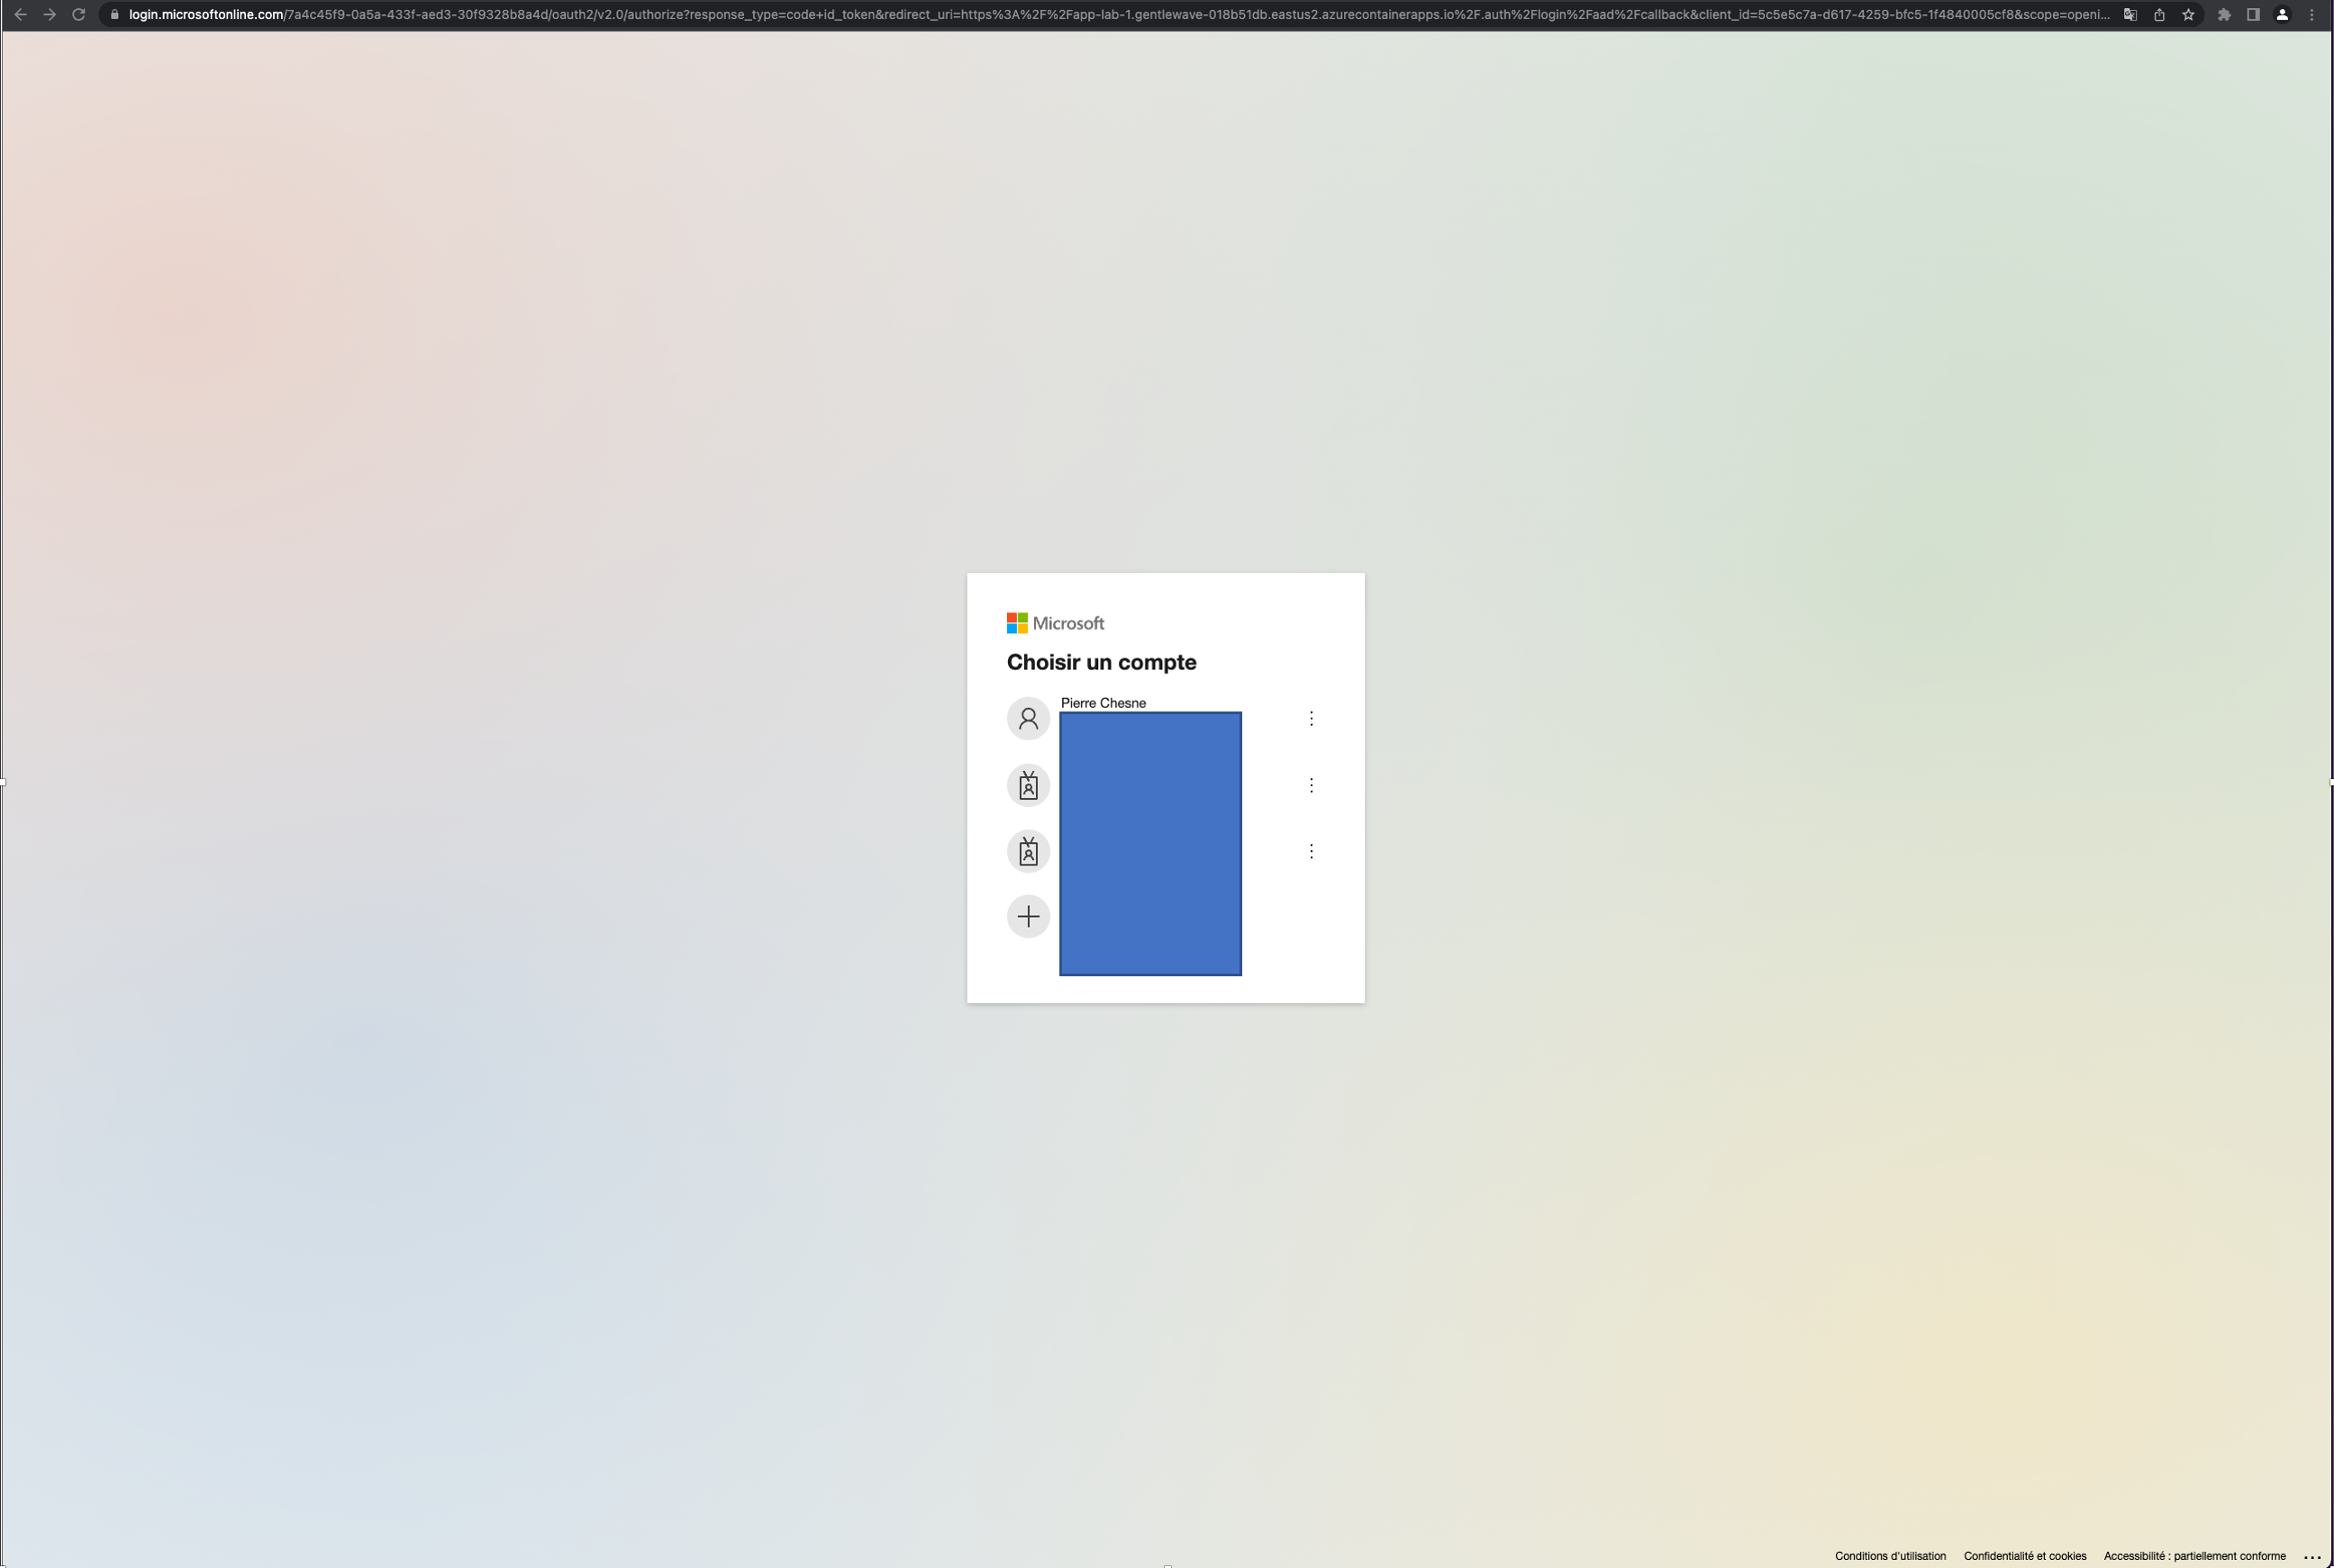 login.microsoftonline.com/7a4c45f9-0a5a-433f-aed3-30f9328b8a4d/oauth2/v2.0/authorize?response_type=code+id_token&redirect_uri=https%3A%2F%2Fapp-lab-1.gentlewave-018b51db.eastus2.azurecontainerapps.io%2F.auth%2Flogin%2Faad%2Fcallback&client_id=5c5e5c7a-d617-4259-bfc5-1f4840005cf8&scope=openi...
Microsoft
Choisir un compte
Pierre Chesne
Conditions d'utilisation Confidentialité et cookies Accessibilité : partiellement conforme ...